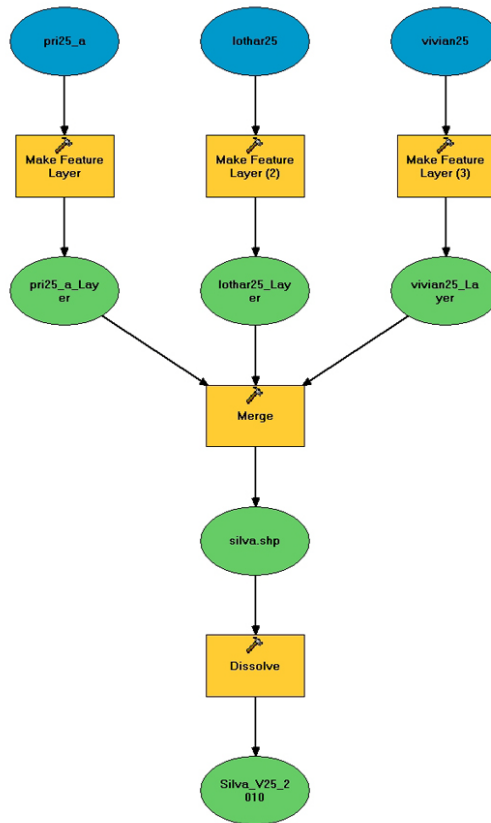 pri25_a
lothar25
vivian25
Make Feature
Layer
Make Feature
Layer (2)
Make Feature
Layer (3)
pri25_a_Lay
er
lothar25_Lay
er
vivian25_La
yer
Merge
silva.shp
Dissolve
Silva_V25_2
010